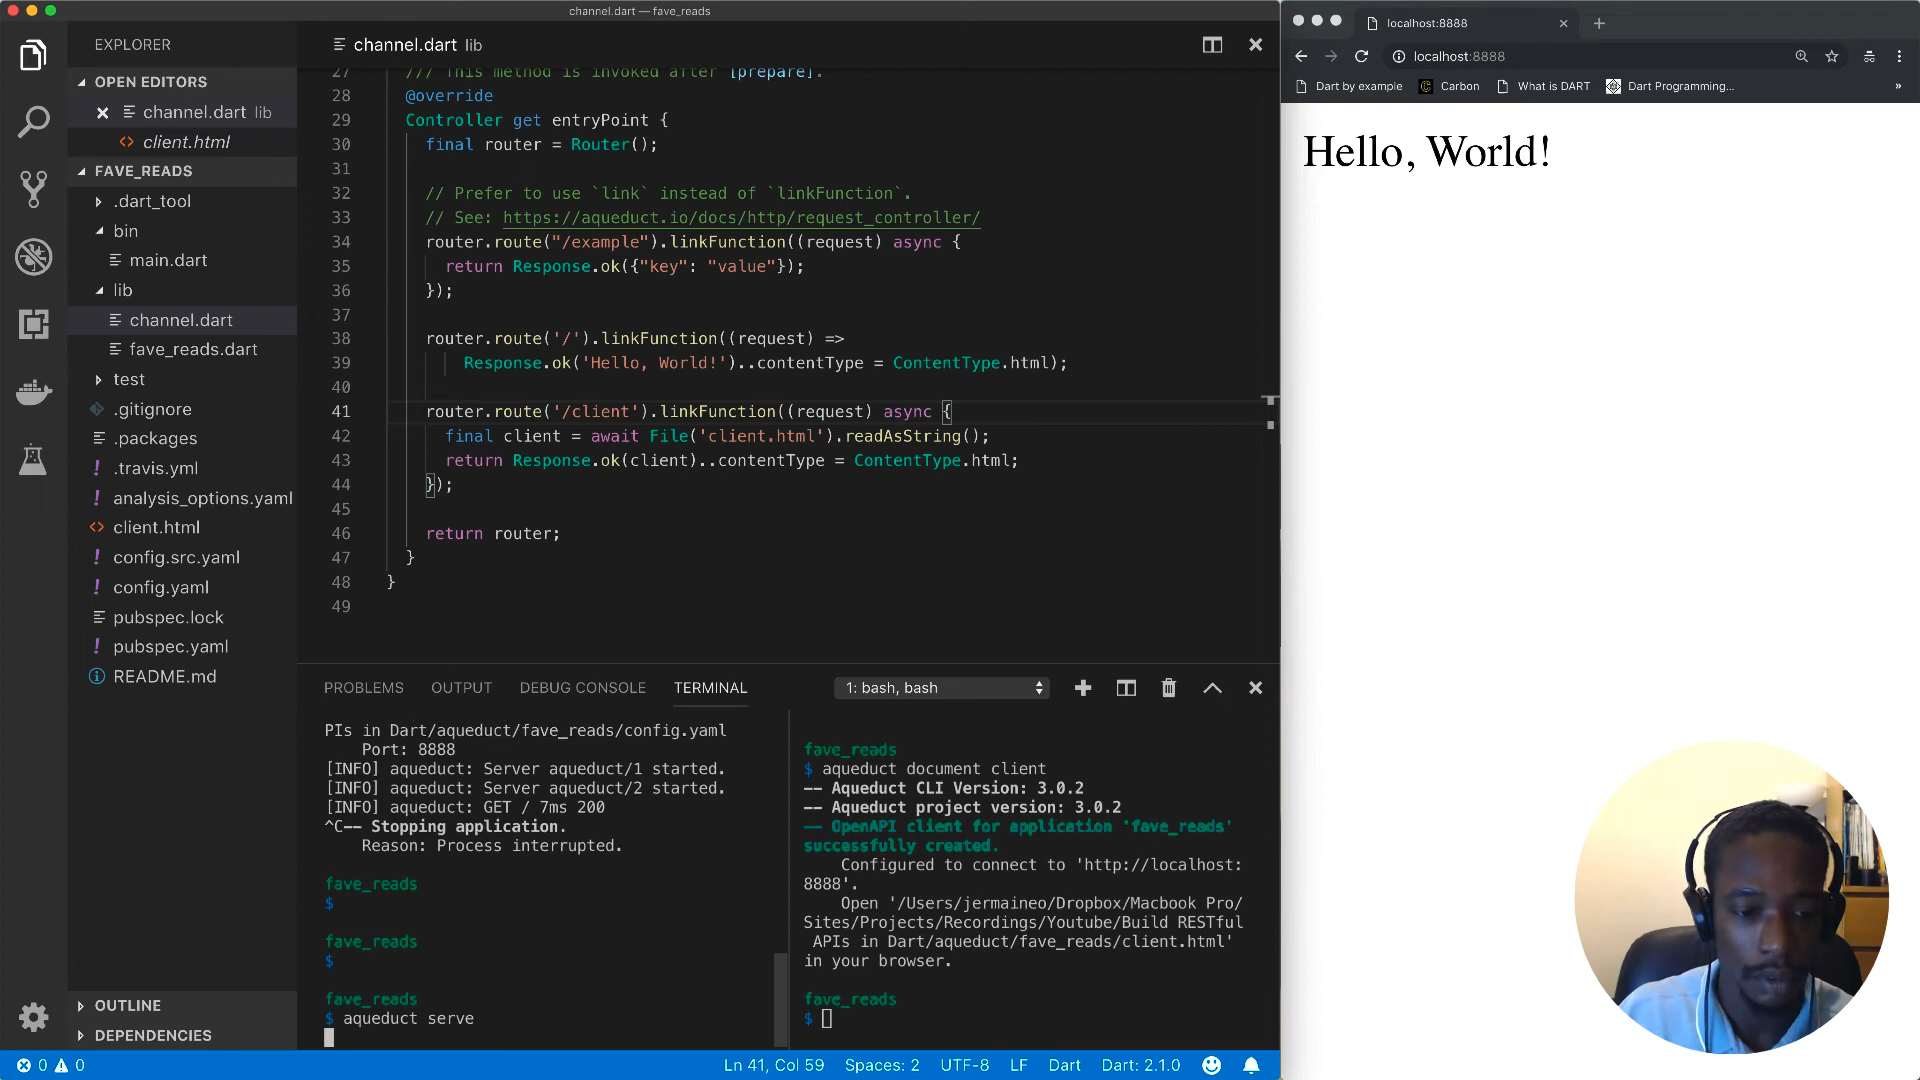 channel.dart — fave_reads
EXPLORER
OPEN EDITORS
channel.dart lib
client.html
FAVE_READS
.dart_tool
bin
main.dart
lib
channel.dart
fave_reads.dart
test
.gitignore
.packages
.travis.yml
analysis_options.yaml
client.html
config.src.yaml
config.yaml
pubspec.lock
pubspec.yaml
README.md
OUTLINE
DEPENDENCIES
channel.dart lib
27 /// This method is invoked after [prepare].
28 @override
29 Controller get entryPoint {
30 final router = Router();
31
32 // Prefer to use `link` instead of `linkFunction`.
33 // See: https://aqueduct.io/docs/http/request_controller/
34 router.route("/example").linkFunction((request) async {
35 return Response.ok({"key": "value"});
36 });
37
38 router.route('/').linkFunction((request) =>
39 Response.ok('Hello, World!')..contentType = ContentType.html);
40
41 router.route('/client').linkFunction((request) async {
42 final client = await File('client.html').readAsString();
43 return Response.ok(client)..contentType = ContentType.html;
44 });
45
46 return router;
47 }
48 }
49
PROBLEMS OUTPUT DEBUG CONSOLE TERMINAL 1: bash, bash
PIs in Dart/aqueduct/fave_reads/config.yaml
Port: 8888
[INFO] aqueduct: Server aqueduct/1 started.
[INFO] aqueduct: Server aqueduct/2 started.
[INFO] aqueduct: GET / 7ms 200
^C-- Stopping application.
Reason: Process interrupted.
fave_reads
$
fave_reads
$
fave_reads
$ aqueduct serve
fave_reads
$ aqueduct document client
-- Aqueduct CLI Version: 3.0.2
-- Aqueduct project version: 3.0.2
-- OpenAPI client for application 'fave_reads'
successfully created.
Configured to connect to 'http://localhost:
8888'.
Open '/Users/jermaineo/Dropbox/Macbook Pro/
Sites/Projects/Recordings/Youtube/Build RESTful
APIs in Dart/aqueduct/fave_reads/client.html'
in your browser.
fave_reads
$
0 0 Ln 41, Col 59 Spaces: 2 UTF-8 LF Dart Dart: 2.1.0
localhost:8888
localhost:8888
Dart by example Carbon What is DART Dart Programming... »
Hello, World!